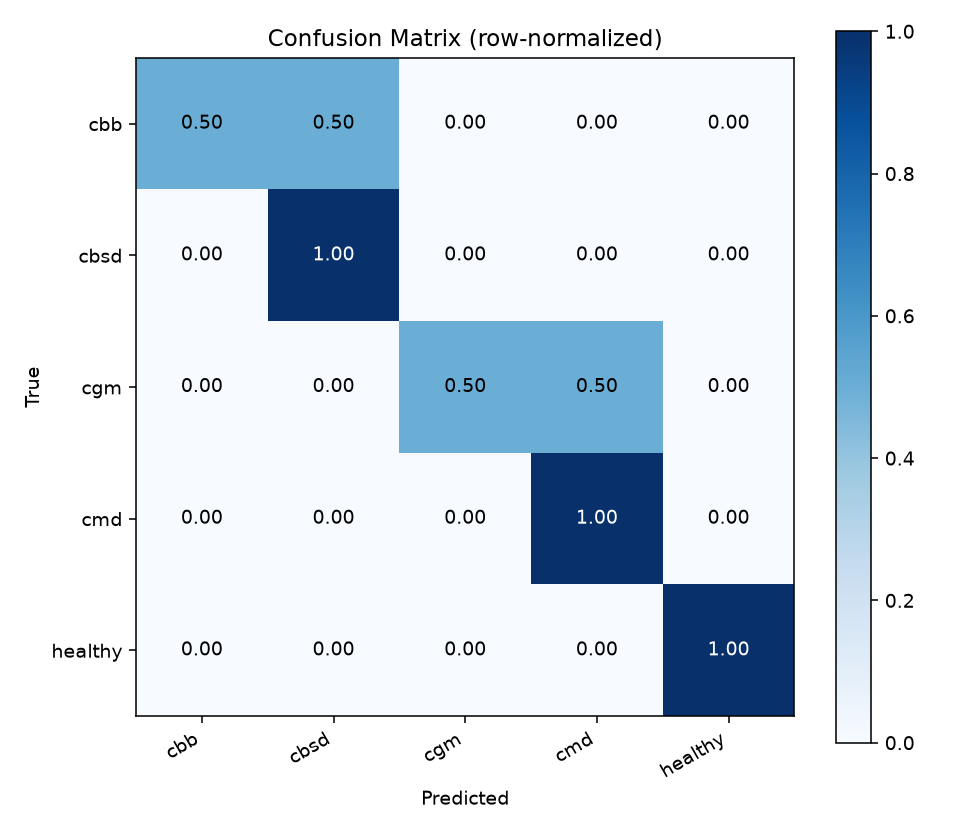 Confusion Matrix (row-normalized)
1.0
cbb 0.50 0.50 0.00 0.00 0.00
0.8
cbsd 0.00 1.00 0.00 0.00 0.00
0.6
True
cgm 0.00 0.00 0.50 0.50 0.00
0.4
cmd 0.00 0.00 0.00 1.00 0.00
0.2
healthy 0.00 0.00 0.00 0.00 1.00
0.0
cbb cbsd cgm cmd healthy
Predicted